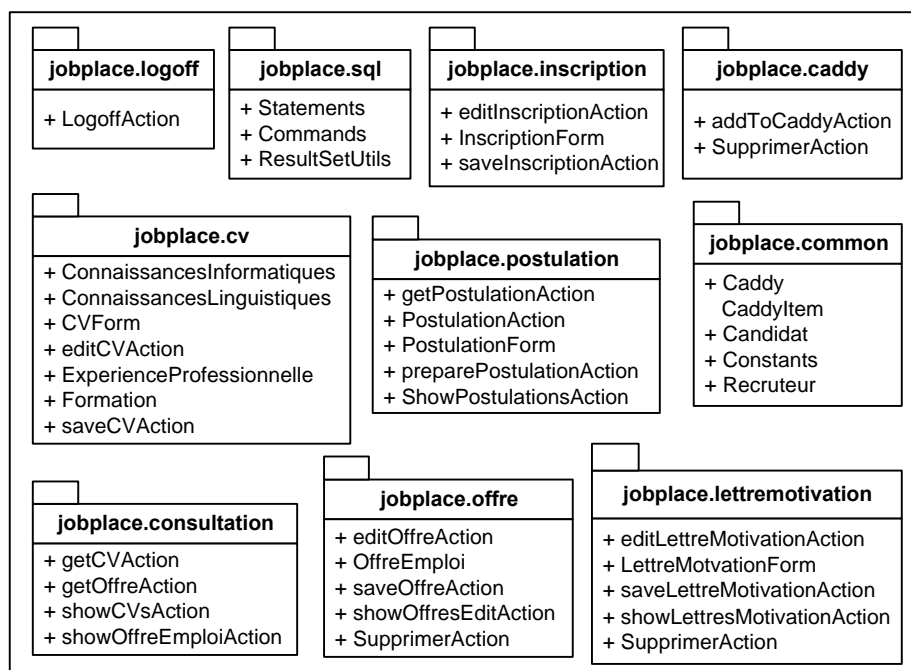 jobplace.logoff
+ LogoffAction
jobplace.sql
+ Statements
+ Commands
+ ResultSetUtils
jobplace.inscription
+ editInscriptionAction
+ InscriptionForm
+ saveInscriptionAction
jobplace.caddy
+ addToCaddyAction
+ SupprimerAction
jobplace.cv
+ ConnaissancesInformatiques
+ ConnaissancesLinguistiques
+ CVForm
+ editCVAction
+ ExperienceProfessionnelle
+ Formation
+ saveCVAction
jobplace.postulation
+ getPostulationAction
+ PostulationAction
+ PostulationForm
+ preparePostulationAction
+ ShowPostulationsAction
jobplace.common
+ Caddy
CaddyItem
+ Candidat
+ Constants
+ Recruteur
jobplace.consultation
+ getCVAction
+ getOffreAction
+ showCVsAction
+ showOffreEmploiAction
jobplace.offre
+ editOffreAction
+ OffreEmploi
+ saveOffreAction
+ showOffresEditAction
+ SupprimerAction
jobplace.lettremotivation
+ editLettreMotivationAction
+ LettreMotvationForm
+ saveLettreMotivationAction
+ showLettresMotivationAction
+ SupprimerAction